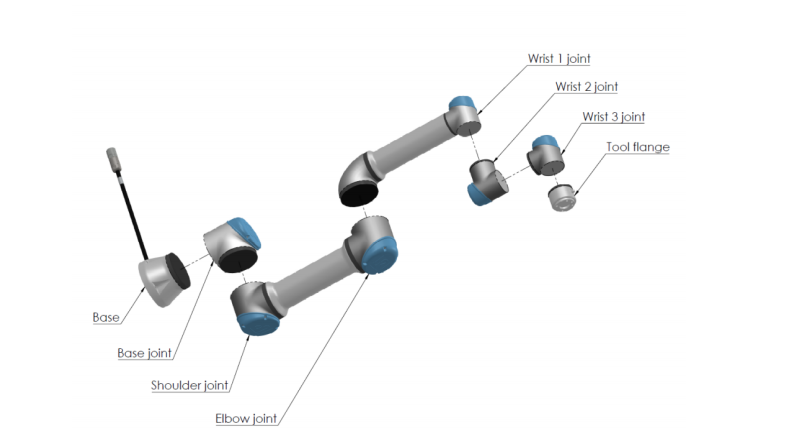 Wrist 1 joint
Wrist 2 joint
Wrist 3 joint
Tool flange
Base
Base joint
Shoulder joint
Elbow joint